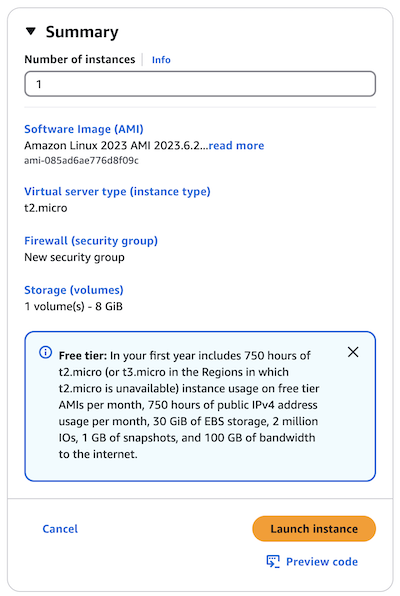 Summary
Number of instances Info
1
Software Image (AMI)
Amazon Linux 2023 AMI 2023.6.2...read more
ami-085ad6ae776d8f09c
Virtual server type (instance type)
t2.micro
Firewall (security group)
New security group
Storage (volumes)
1 volume(s) - 8 GiB
Free tier: In your first year includes 750 hours of
t2.micro (or t3.micro in the Regions in which
t2.micro is unavailable) instance usage on free tier
AMIs per month, 750 hours of public IPv4 address
usage per month, 30 GiB of EBS storage, 2 million
IOs, 1 GB of snapshots, and 100 GB of bandwidth
to the internet.
Cancel
Launch instance
Preview code